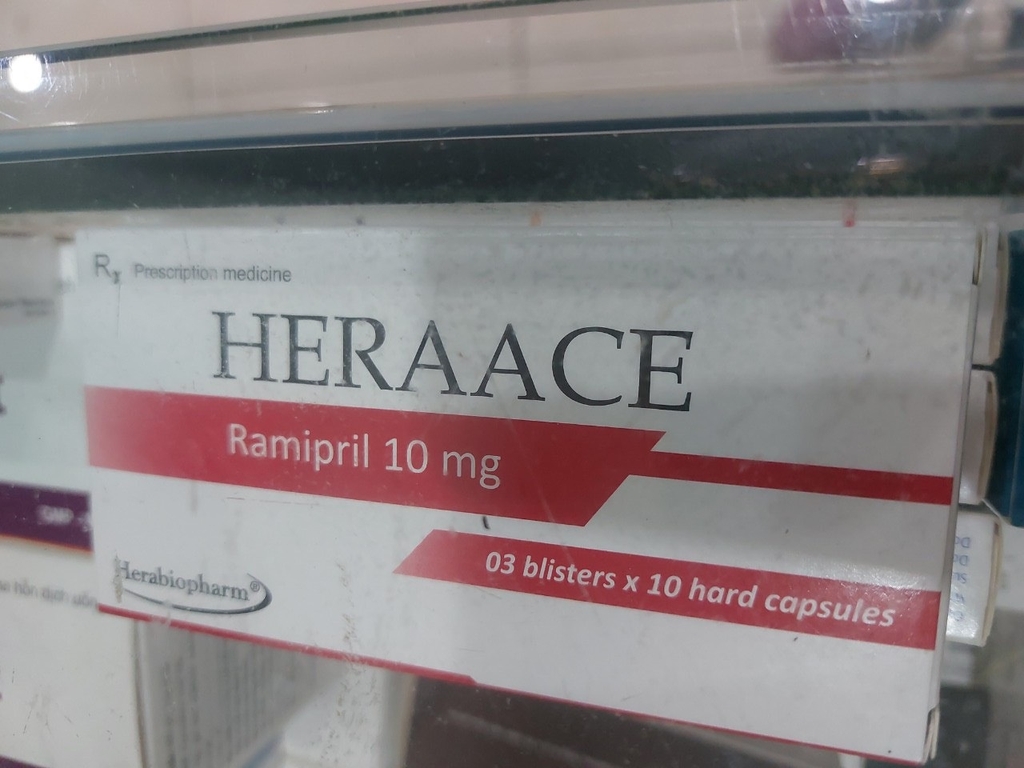 Rx Prescription medicine
HERAACE
Ramipril 10 mg
03 blisters x 10 hard capsules
Herabiopharm®